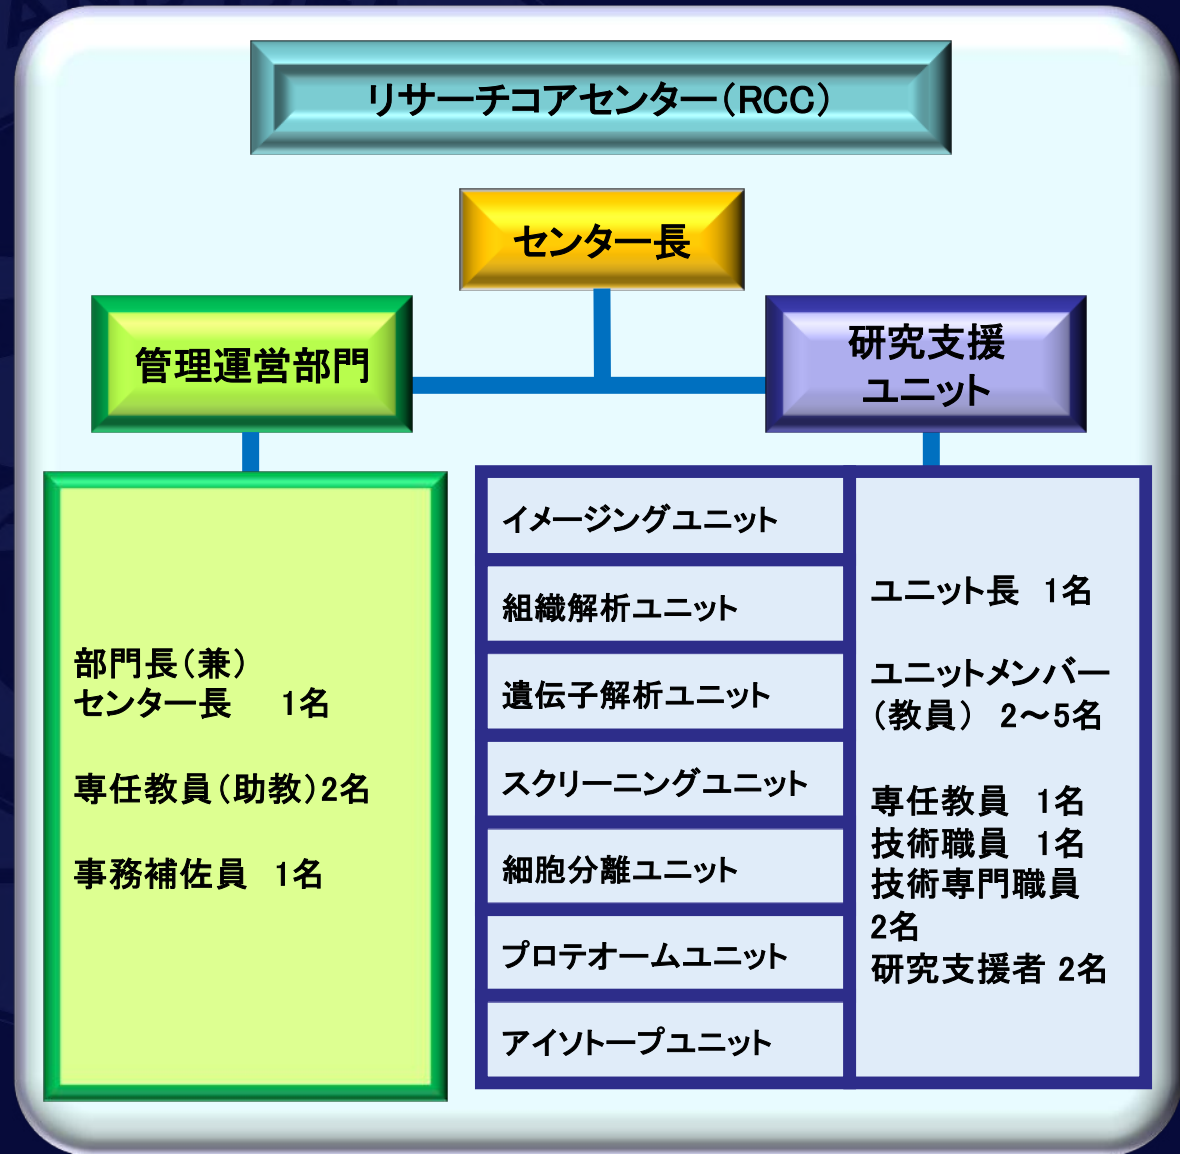 リサーチコアセンター（RCC）
センター長
管理運営部門
研究支援
ユニット
部門長（兼）
センター長　1名
専任教員（助教）2名
事務補佐員　1名
イメージングユニット
組織解析ユニット
遺伝子解析ユニット
スクリーニングユニット
細胞分離ユニット
プロテオームユニット
アイソトープユニット
ユニット長　1名
ユニットメンバー
（教員）　2～5名
専任教員　1名
技術職員　1名
技術専門職員
2名
研究支援者 2名